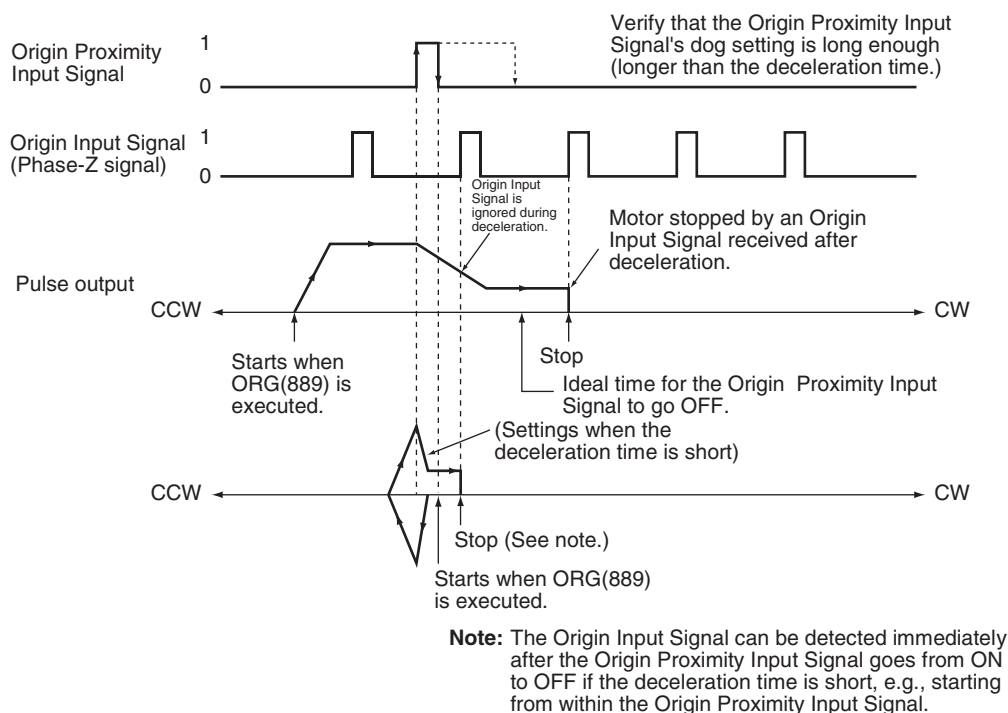 Origin Proximity
Input Signal
1
0
Verify that the Origin Proximity Input
Signal's dog setting is long enough
(longer than the deceleration time.)
Origin Input Signal
(Phase-Z signal)
1
0
Origin Input
Signal is
ignored during
deceleration.
Motor stopped by an Origin
Input Signal received after
deceleration.
Pulse output
CCW
CW
Starts when
ORG(889) is
executed.
Stop
Ideal time for the Origin Proximity Input
Signal to go OFF.
(Settings when the
deceleration time is short)
CCW
CW
Stop (See note.)
Starts when ORG(889)
is executed.
Note: The Origin Input Signal can be detected immediately
after the Origin Proximity Input Signal goes from ON
to OFF if the deceleration time is short, e.g., starting
from within the Origin Proximity Input Signal.